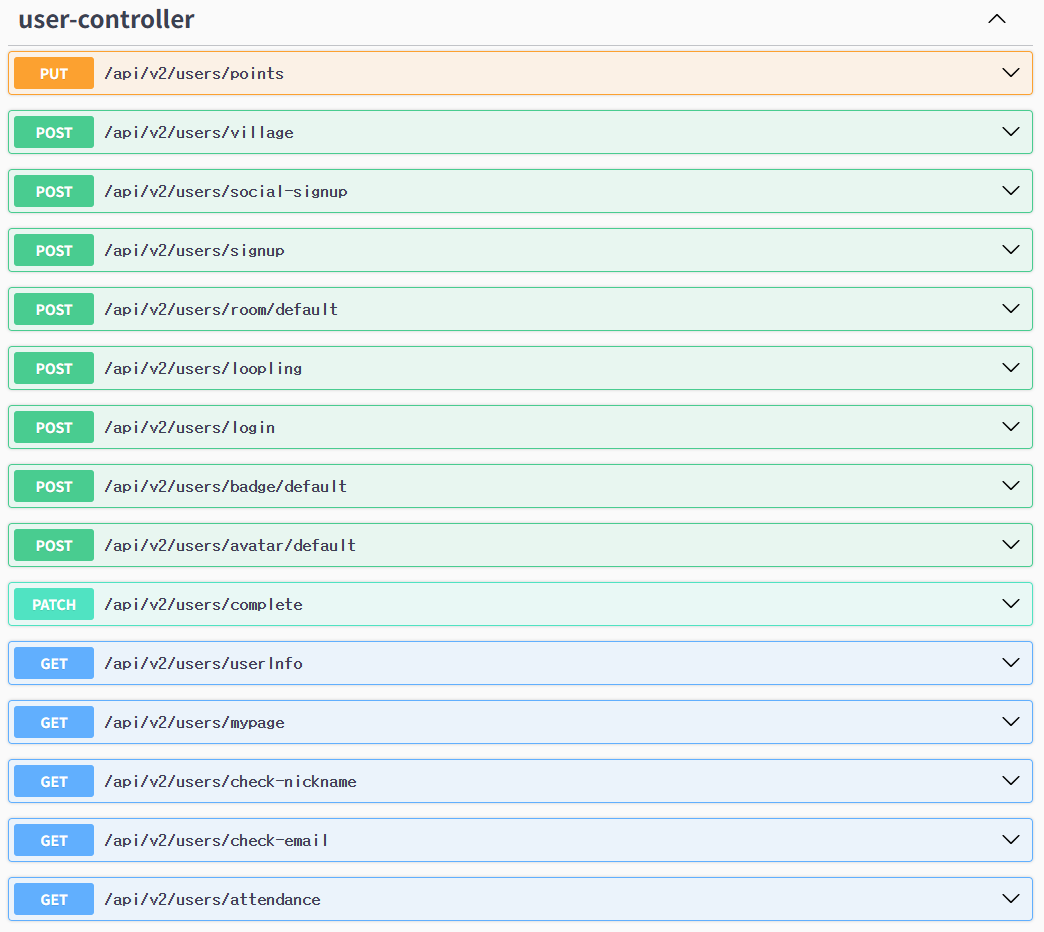 user-controller
PUT /api/v2/users/points
POST /api/v2/users/village
POST /api/v2/users/social-signup
POST /api/v2/users/signup
POST /api/v2/users/room/default
POST /api/v2/users/loopling
POST /api/v2/users/login
POST /api/v2/users/badge/default
POST /api/v2/users/avatar/default
PATCH /api/v2/users/complete
GET /api/v2/users/userInfo
GET /api/v2/users/mypage
GET /api/v2/users/check-nickname
GET /api/v2/users/check-email
GET /api/v2/users/attendance